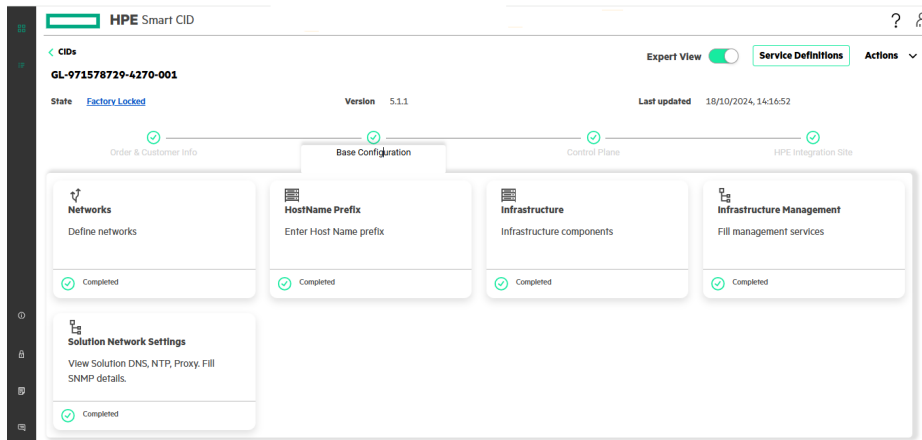 HPE Smart CID
?
CIDs
Expert View
Service Definitions
Actions
GL-971578729-4270-001
State Factory Locked
Version 5.1.1
Last updated 18/10/2024, 14:16:52
Order & Customer Info
Base Configuration
Control Plane
HPE Integration Site
Networks
Define networks
Completed
HostName Prefix
Enter Host Name prefix
Completed
Infrastructure
Infrastructure components
Completed
Infrastructure Management
Fill management services
Completed
Solution Network Settings
View Solution DNS, NTP, Proxy. Fill
SNMP details.
Completed